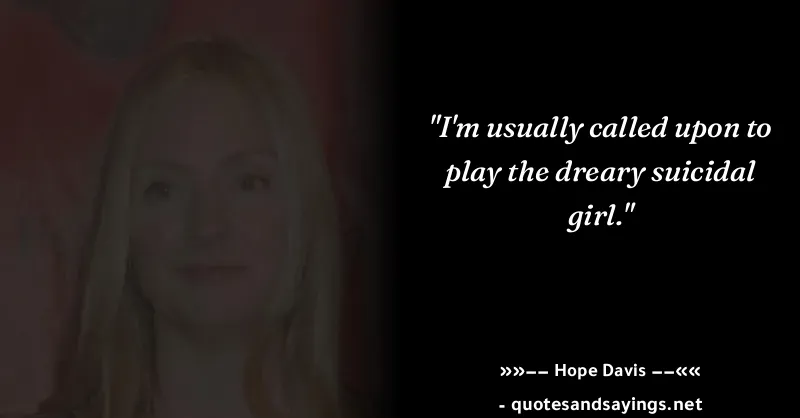 "I'm usually called upon to
play the dreary suicidal
girl."
»»−− Hope Davis −−««
- quotesandsayings.net